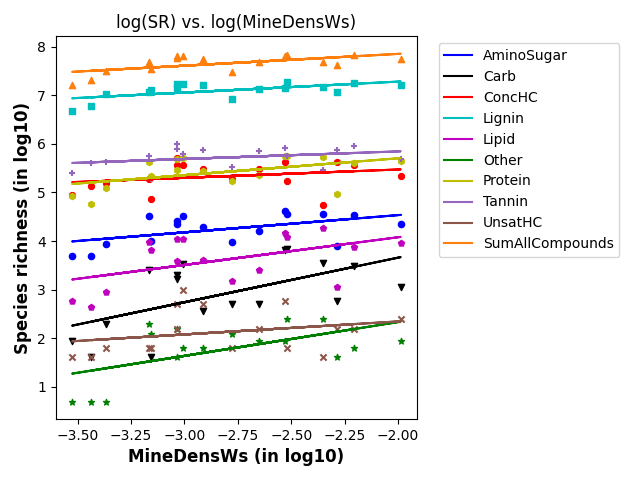 log(SR) vs. log(MineDensWs)
Species richness (in log10)
8
7
6
5
4
3
2
1
−3.50 −3.25 −3.00 −2.75 −2.50 −2.25 −2.00
MineDensWs (in log10)
AminoSugar
Carb
ConcHC
Lignin
Lipid
Other
Protein
Tannin
UnsatHC
SumAllCompounds